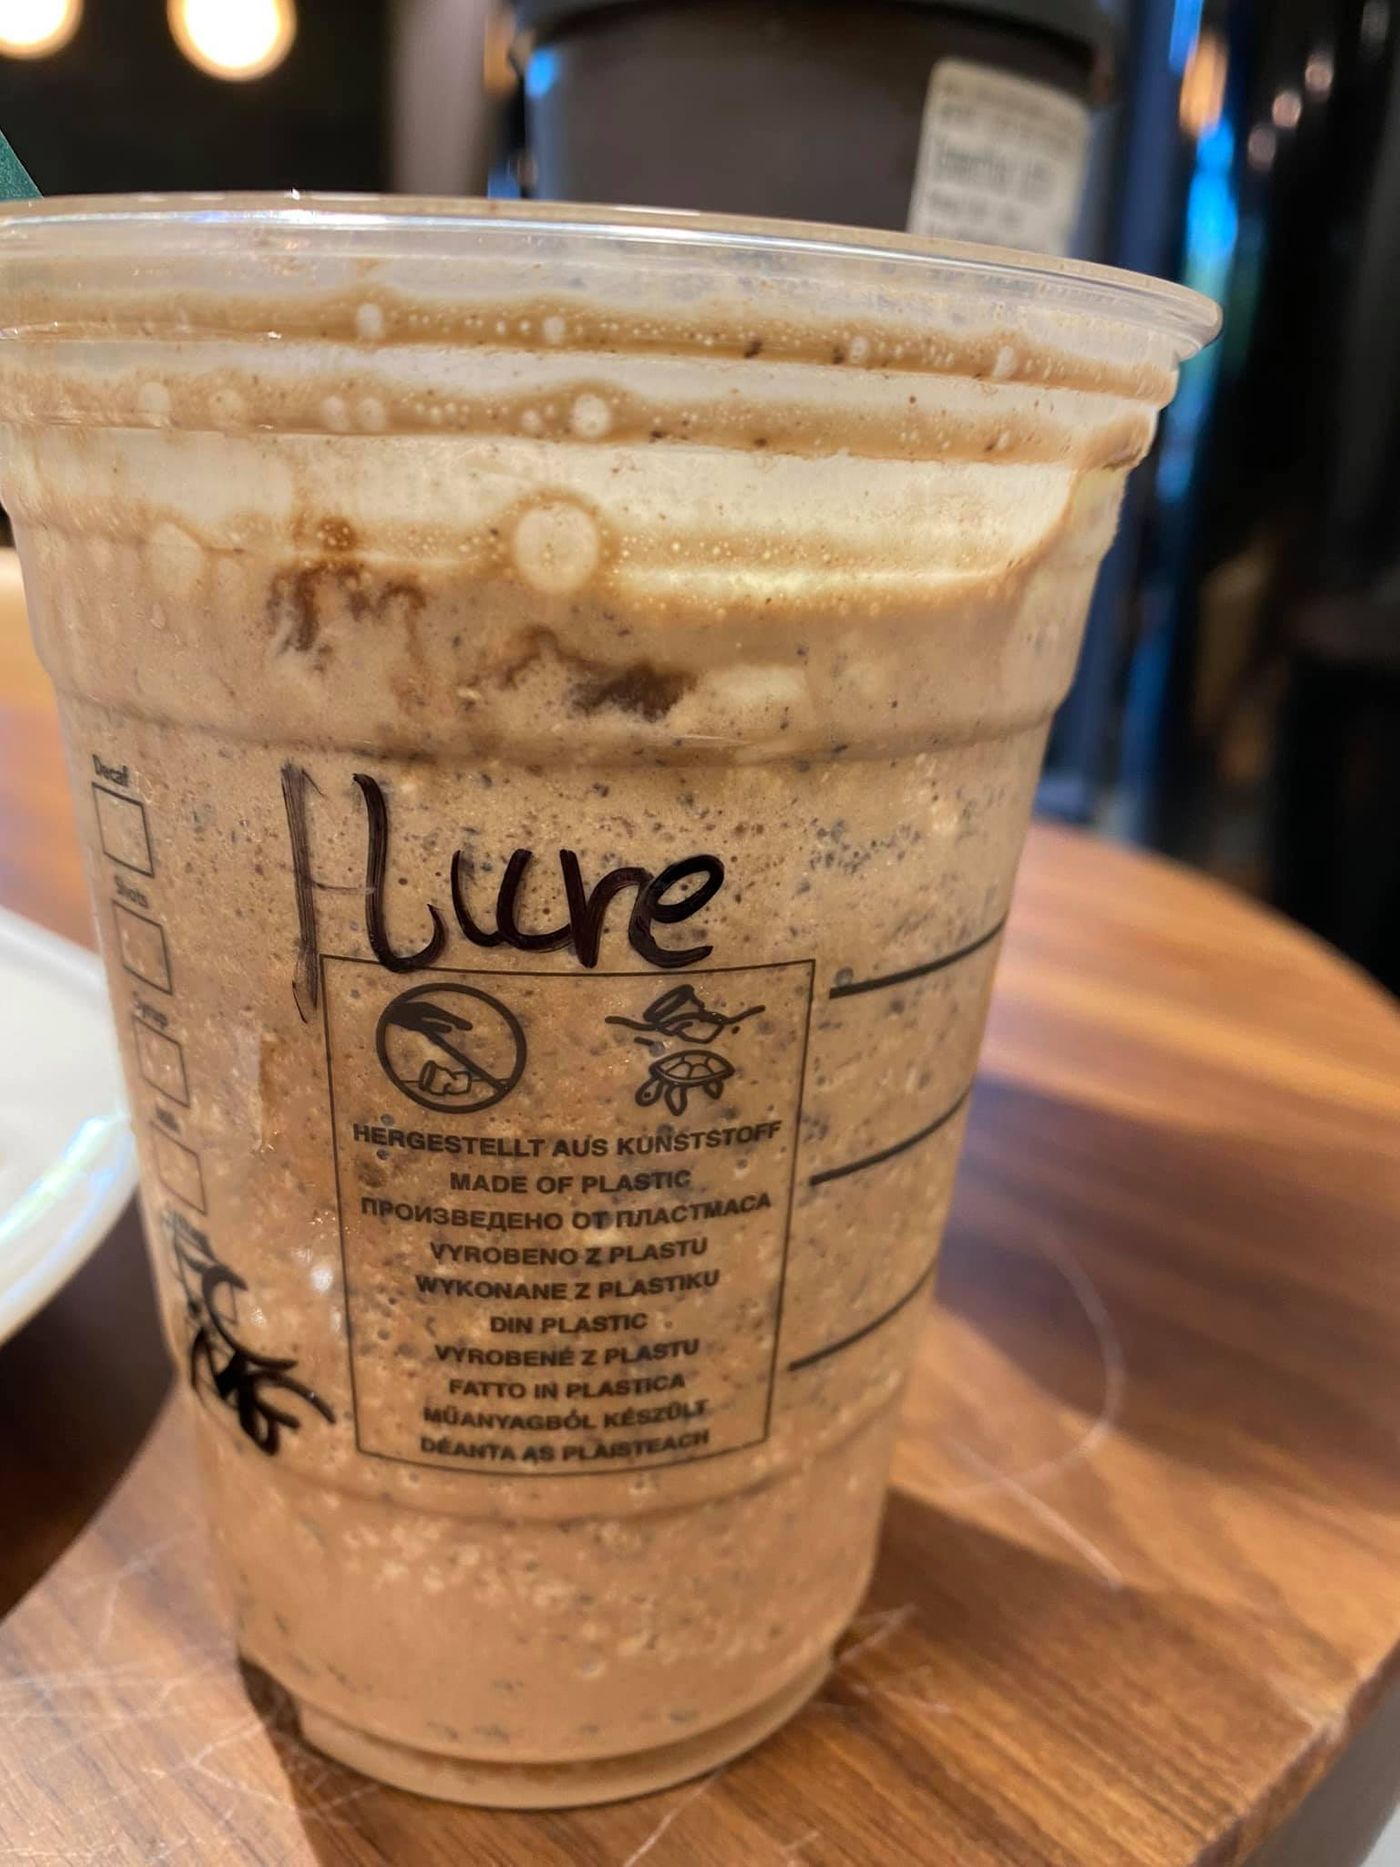 Decaf
Shots
Syrup
Hure
HERGESTELLT AUS KUNSTSTOFF
MADE OF PLASTIC
ПРОИЗВЕДЕНО ОТ ПЛАСТМАСА
VYROBENO Z PLASTU
WYKONANE Z PLASTIKU
DIN PLASTIC
VYROBENÉ Z PLASTU
FATTO IN PLASTICA
MŰANYAGBÓL KÉSZÜLT
DÉANTA AS PLAISTEACH